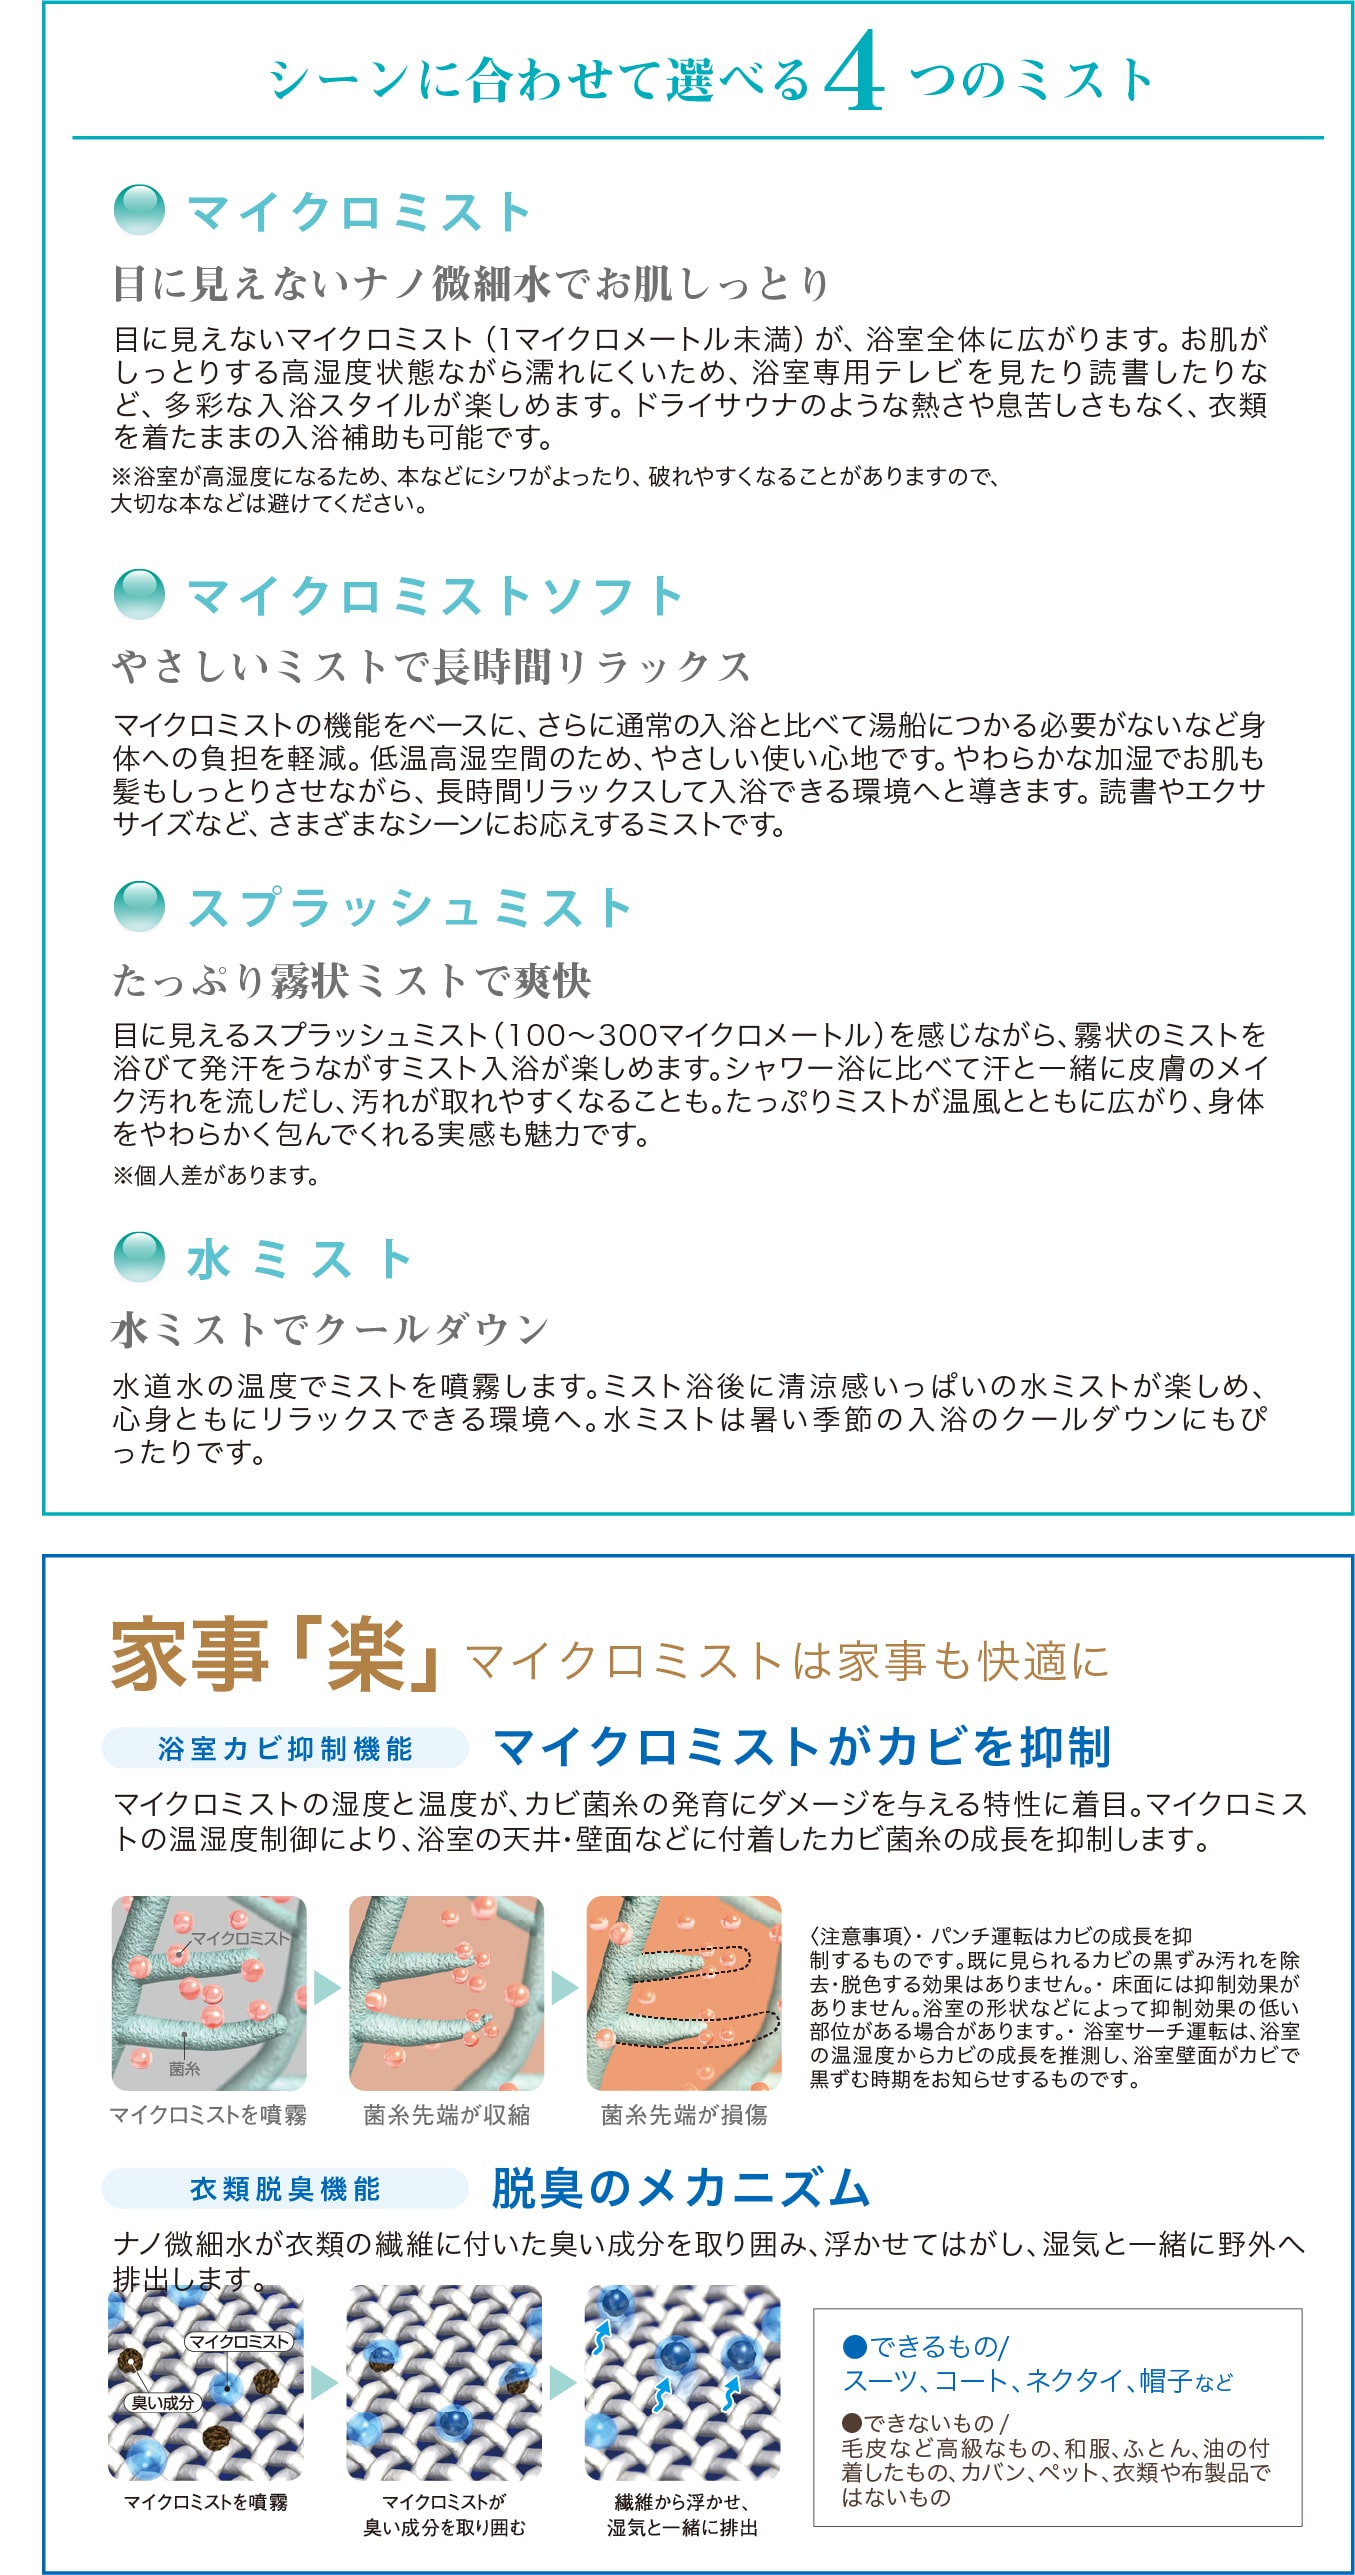 シーンに合わせて選べる4つのミスト
マイクロミスト
目に見えないナノ微細水でお肌しっとり
目に見えないマイクロミスト（1マイクロメートル未満）が、浴室全体に広がります。お肌が
しっとりする高湿度状態ながら濡れにくいため、浴室専用テレビを見たり読書したりな
ど、多彩な入浴スタイルが楽しめます。ドライサウナのような熱さや息苦しさもなく、衣類
を着たままの入浴補助も可能です。
※浴室が高湿度になるため、本などにシワがよったり、破れやすくなることがありますので、
大切な本などは避けてください。
マイクロミストソフト
やさしいミストで長時間リラックス
マイクロミストの機能をベースに、さらに通常の入浴と比べて湯船につかる必要がないなど身
体への負担を軽減。低温高湿空間のため、やさしい使い心地です。やわらかな加湿でお肌も
髪もしっとりさせながら、長時間リラックスして入浴できる環境へと導きます。読書やエクサ
サイズなど、さまざまなシーンにお応えするミストです。
スプラッシュミスト
たっぷり霧状ミストで爽快
目に見えるスプラッシュミスト（100〜300マイクロメートル）を感じながら、霧状のミストを
浴びて発汗をうながすミスト入浴が楽しめます。シャワー浴に比べて汗と一緒に皮膚のメイ
ク汚れを流しだし、汚れが取れやすくなることも。たっぷりミストが温風とともに広がり、身体
をやわらかく包んでくれる実感も魅力です。
※個人差があります。
水ミスト
水ミストでクールダウン
水道水の温度でミストを噴霧します。ミスト浴後に清涼感いっぱいの水ミストが楽しめ、
心身ともにリラックスできる環境へ。水ミストは暑い季節の入浴のクールダウンにもぴ
ったりです。
家事「楽」マイクロミストは家事も快適に
浴室カビ抑制機能 マイクロミストがカビを抑制
マイクロミストの湿度と温度が、カビ菌糸の発育にダメージを与える特性に着目。マイクロミス
トの温湿度制御により、浴室の天井・壁面などに付着したカビ菌糸の成長を抑制します。
マイクロミスト
菌糸
マイクロミストを噴霧
菌糸先端が収縮
菌糸先端が損傷
〈注意事項〉・パンチ運転はカビの成長を抑
制するものです。既に見られるカビの黒ずみ汚れを除
去・脱色する効果はありません。・床面には抑制効果が
ありません。浴室の形状などによって抑制効果の低い
部位がある場合があります。・浴室サーチ運転は、浴室
の温湿度からカビの成長を推測し、浴室壁面がカビで
黒ずむ時期をお知らせするものです。
衣類脱臭機能 脱臭のメカニズム
ナノ微細水が衣類の繊維に付いた臭い成分を取り囲み、浮かせてはがし、湿気と一緒に野外へ
排出します。
マイクロミスト
臭い成分
マイクロミストを噴霧
マイクロミストが
臭い成分を取り囲む
繊維から浮かせ、
湿気と一緒に排出
●できるもの/
スーツ、コート、ネクタイ、帽子など
●できないもの/
毛皮など高級なもの、和服、ふとん、油の付
着したもの、カバン、ペット、衣類や布製品で
はないもの